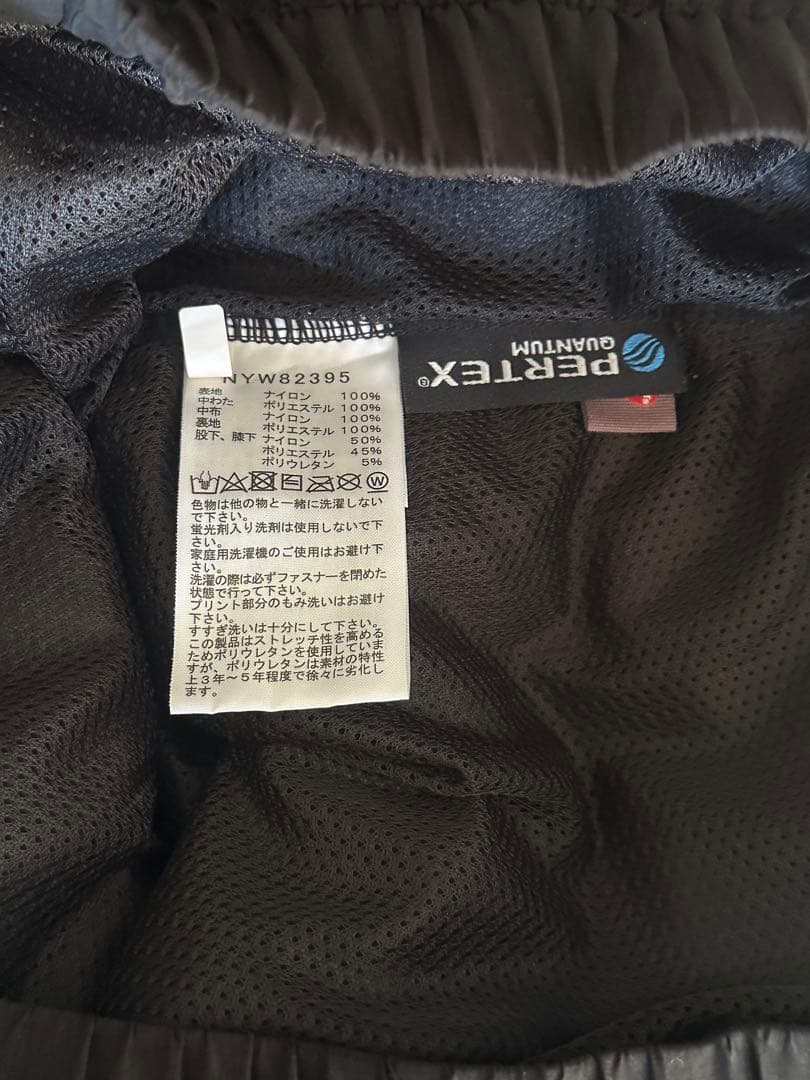 PERTEX®
QUANTUM
NYW82395
表地 ナイロン 100%
中わた ポリエステル 100%
中布 ナイロン 100%
裏地 ポリエステル 100%
股下、膝下 ナイロン 50%
ポリエステル 45%
ポリウレタン 5%
W
色物は他の物と一緒に洗濯しない
で下さい。
蛍光剤入り洗剤は使用しないで下
さい。
家庭用洗濯機のご使用はお避け下
さい。
洗濯の際は必ずファスナーを閉めた
状態で行って下さい。
プリント部分のもみ洗いはお避け
下さい。
すすぎ洗いは十分にして下さい。
この製品はストレッチ性を高める
ためポリウレタンを使用していま
すが、ポリウレタンは素材の特性
上3年～5年程度で徐々に劣化し
ます。